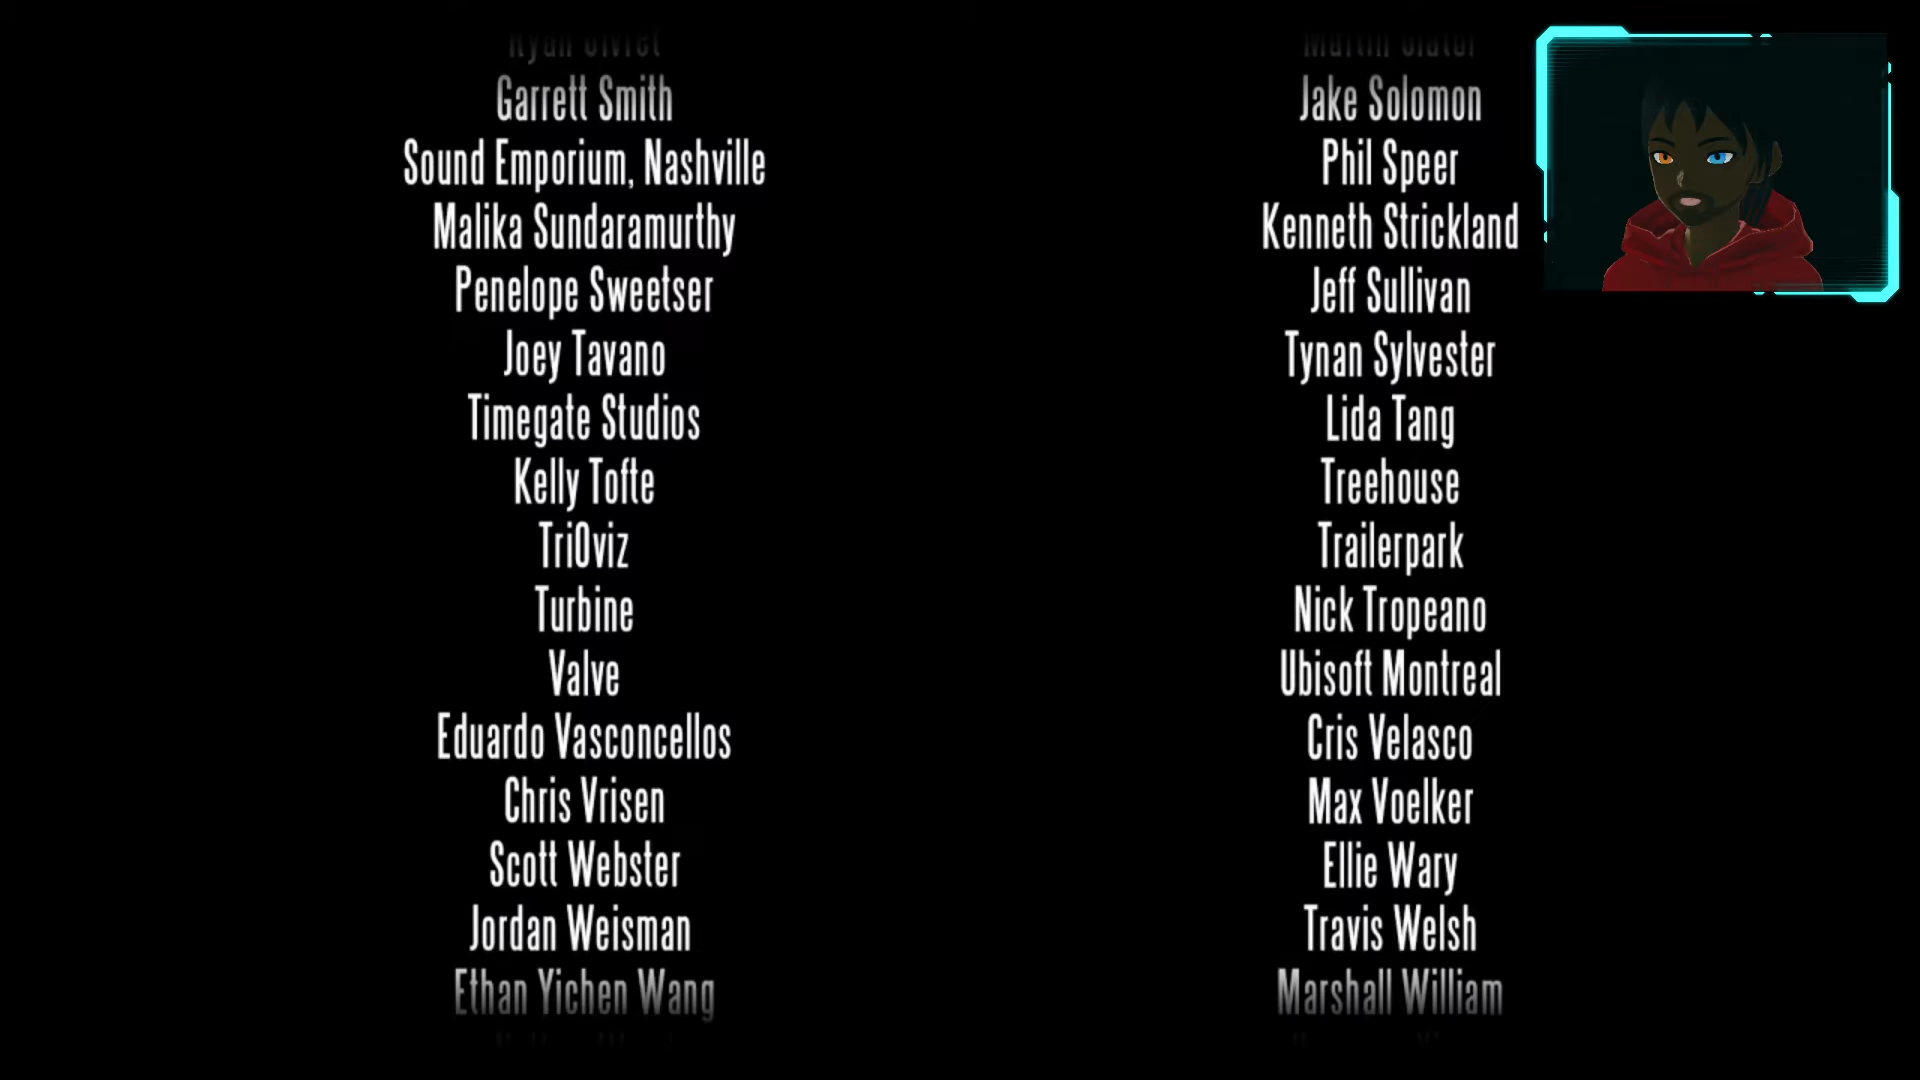 Garrett Smith
Jake Solomon
Sound Emporium, Nashville
Phil Speer
Malika Sundaramurthy
Kenneth Strickland
Penelope Sweetser
Jeff Sullivan
Joey Tavano
Tynan Sylvester
Timegate Studios
Lida Tang
Kelly Tofte
Treehouse
TriOviz
Trailerpark
Turbine
Nick Tropeano
Valve
Ubisoft Montreal
Eduardo Vasconcellos
Cris Velasco
Chris Vrisen
Max Voelker
Scott Webster
Ellie Wary
Jordan Weisman
Travis Welsh
Ethan Yichen Wang
Marshall William